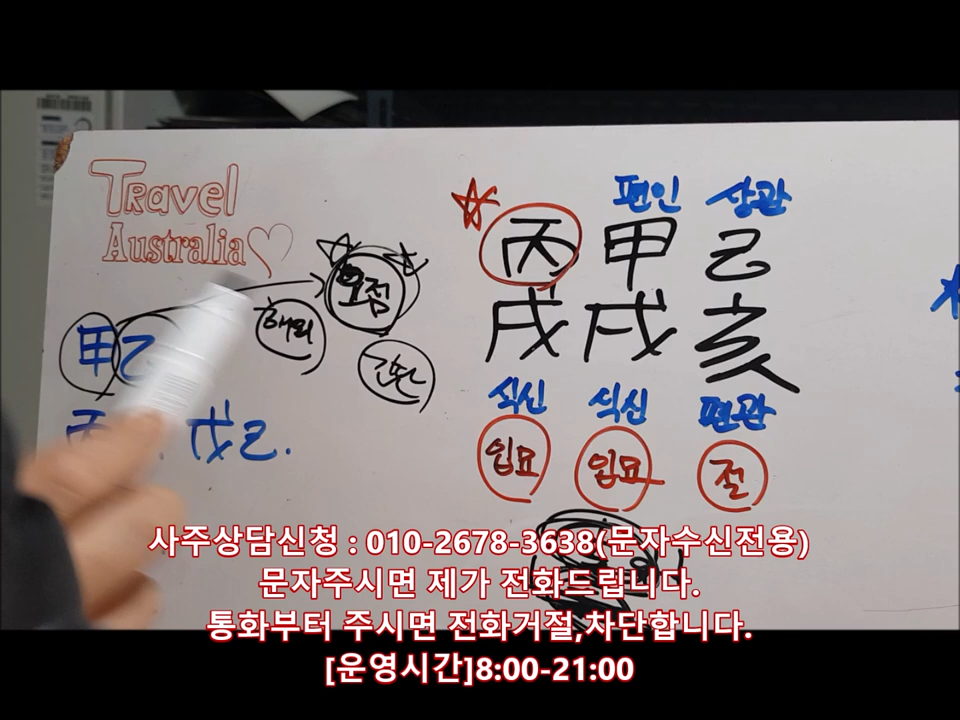 Travel
Australia
오점
해외
甲乙
戊己.
편인 상관
丙 甲 己
戌 戌 亥
식신 식신 편관
입묘 입묘 절
사주상담신청 : 010-2678-3638(문자수신전용)
문자주시면 제가 전화드립니다.
통화부터 주시면 전화거절,차단합니다.
[운영시간]8:00-21:00